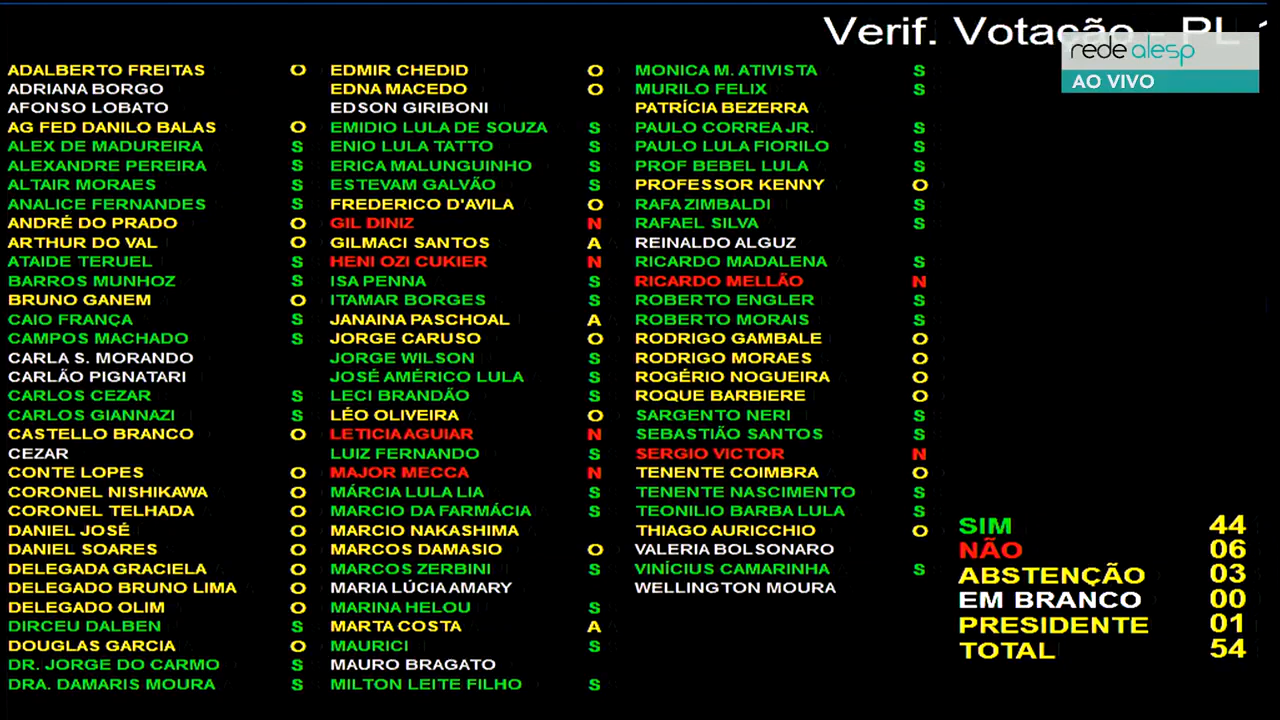 Verif. Votação - PL 1
rede alesp
AO VIVO
ADALBERTO FREITAS O
ADRIANA BORGO
AFONSO LOBATO
AG FED DANILO BALAS O
ALEX DE MADUREIRA S
ALEXANDRE PEREIRA S
ALTAIR MORAES S
ANALICE FERNANDES S
ANDRÉ DO PRADO O
ARTHUR DO VAL O
ATAIDE TERUEL S
BARROS MUNHOZ S
BRUNO GANEM O
CAIO FRANÇA S
CAMPOS MACHADO S
CARLA S. MORANDO
CARLÃO PIGNATARI
CARLOS CEZAR S
CARLOS GIANNAZI S
CASTELLO BRANCO O
CEZAR
CONTE LOPES O
CORONEL NISHIKAWA O
CORONEL TELHADA O
DANIEL JOSÉ O
DANIEL SOARES O
DELEGADA GRACIELA O
DELEGADO BRUNO LIMA O
DELEGADO OLIM O
DIRCEU DALBEN S
DOUGLAS GARCIA O
DR. JORGE DO CARMO S
DRA. DAMARIS MOURA S
EDMIR CHEDID O
EDNA MACEDO O
EDSON GIRIBONI
EMIDIO LULA DE SOUZA S
ENIO LULA TATTO S
ERICA MALUNGUINHO S
ESTEVAM GALVÃO S
FREDERICO D'AVILA O
GIL DINIZ N
GILMACI SANTOS A
HENI OZI CUKIER N
ISA PENNA S
ITAMAR BORGES S
JANAINA PASCHOAL A
JORGE CARUSO O
JORGE WILSON S
JOSÉ AMÉRICO LULA S
LECI BRANDÃO S
LÉO OLIVEIRA O
LETICIA AGUIAR N
LUIZ FERNANDO S
MAJOR MECCA N
MÁRCIA LULA LIA S
MARCIO DA FARMÁCIA S
MARCIO NAKASHIMA
MARCOS DAMASIO O
MARCOS ZERBINI S
MARIA LÚCIA AMARY
MARINA HELOU S
MARTA COSTA A
MAURICI S
MAURO BRAGATO
MILTON LEITE FILHO S
MONICA M. ATIVISTA S
MURILO FELIX S
PATRÍCIA BEZERRA
PAULO CORREA JR. S
PAULO LULA FIORILO S
PROF BEBEL LULA S
PROFESSOR KENNY O
RAFA ZIMBALDI S
RAFAEL SILVA S
REINALDO ALGUZ
RICARDO MADALENA S
RICARDO MELLÃO N
ROBERTO ENGLER S
ROBERTO MORAIS S
RODRIGO GAMBALE O
RODRIGO MORAES O
ROGÉRIO NOGUEIRA O
ROQUE BARBIERE O
SARGENTO NERI S
SEBASTIÃO SANTOS S
SERGIO VICTOR N
TENENTE COIMBRA O
TENENTE NASCIMENTO S
TEONILIO BARBA LULA S
THIAGO AURICCHIO O
VALERIA BOLSONARO
VINÍCIUS CAMARINHA S
WELLINGTON MOURA
SIM 44
NÃO 06
ABSTENÇÃO 03
EM BRANCO 00
PRESIDENTE 01
TOTAL 54